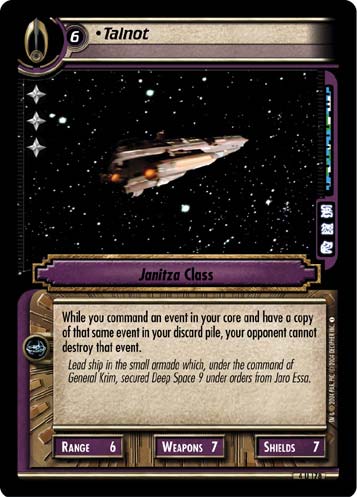 6 • Talnot
Janitza Class
While you command an event in your core and have a copy
of that same event in your discard pile, your opponent cannot
destroy that event.
Lead ship in the small armada which, under the command of
General Krim, secured Deep Space 9 under orders from Jaro Essa.
RANGE 6 WEAPONS 7 SHIELDS 7
4 U 176